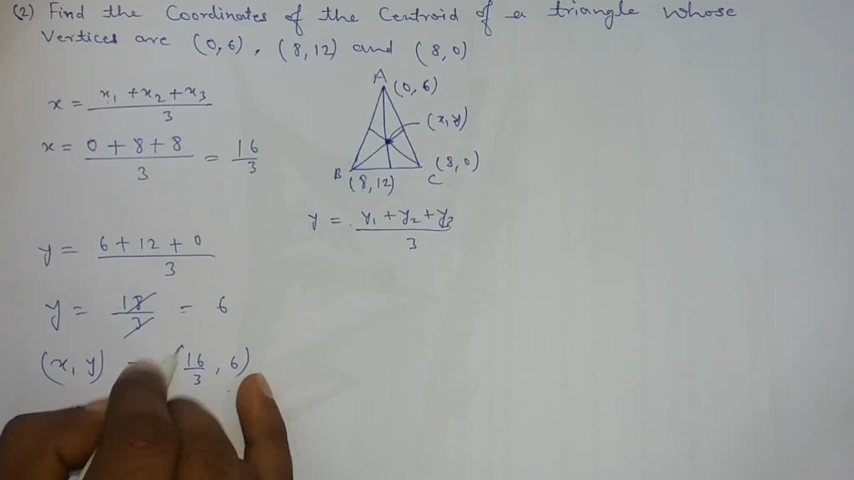 (2) Find the Coordinates of the Centroid of a triangle whose
Vertices are (0,6), (8,12) and (8,0)
x = x₁ + x₂ + x₃ / 3
x = 0 + 8 + 8 / 3 = 16/3
A (0,6)
(x,y)
B (8,12)
C (8,0)
y = y₁ + y₂ + y₃ / 3
y = 6 + 12 + 0 / 3
y = 18/3 = 6
(x, y) = (16/3, 6)